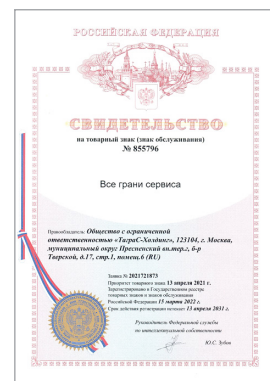 РОССИЙСКАЯ ФЕДЕРАЦИЯ
СВИДЕТЕЛЬСТВО
на товарный знак (знак обслуживания)
№ 855796
Все грани сервиса
Правообладатель: Общество с ограниченной
ответственностью «ТаграС-Холдинг», 123104, г. Москва,
муниципальный округ Пресненский вн.тер.г, б-р
Тверской, д.17, стр.1, помещ.6 (RU)
Заявка № 2021721873
Приоритет товарного знака 13 апреля 2021 г.
Зарегистрировано в Государственном реестре
товарных знаков и знаков обслуживания
Российской Федерации 15 марта 2022 г.
Срок действия регистрации истекает 13 апреля 2031 г.
Руководитель Федеральной службы
по интеллектуальной собственности
Ю.С. Зубов